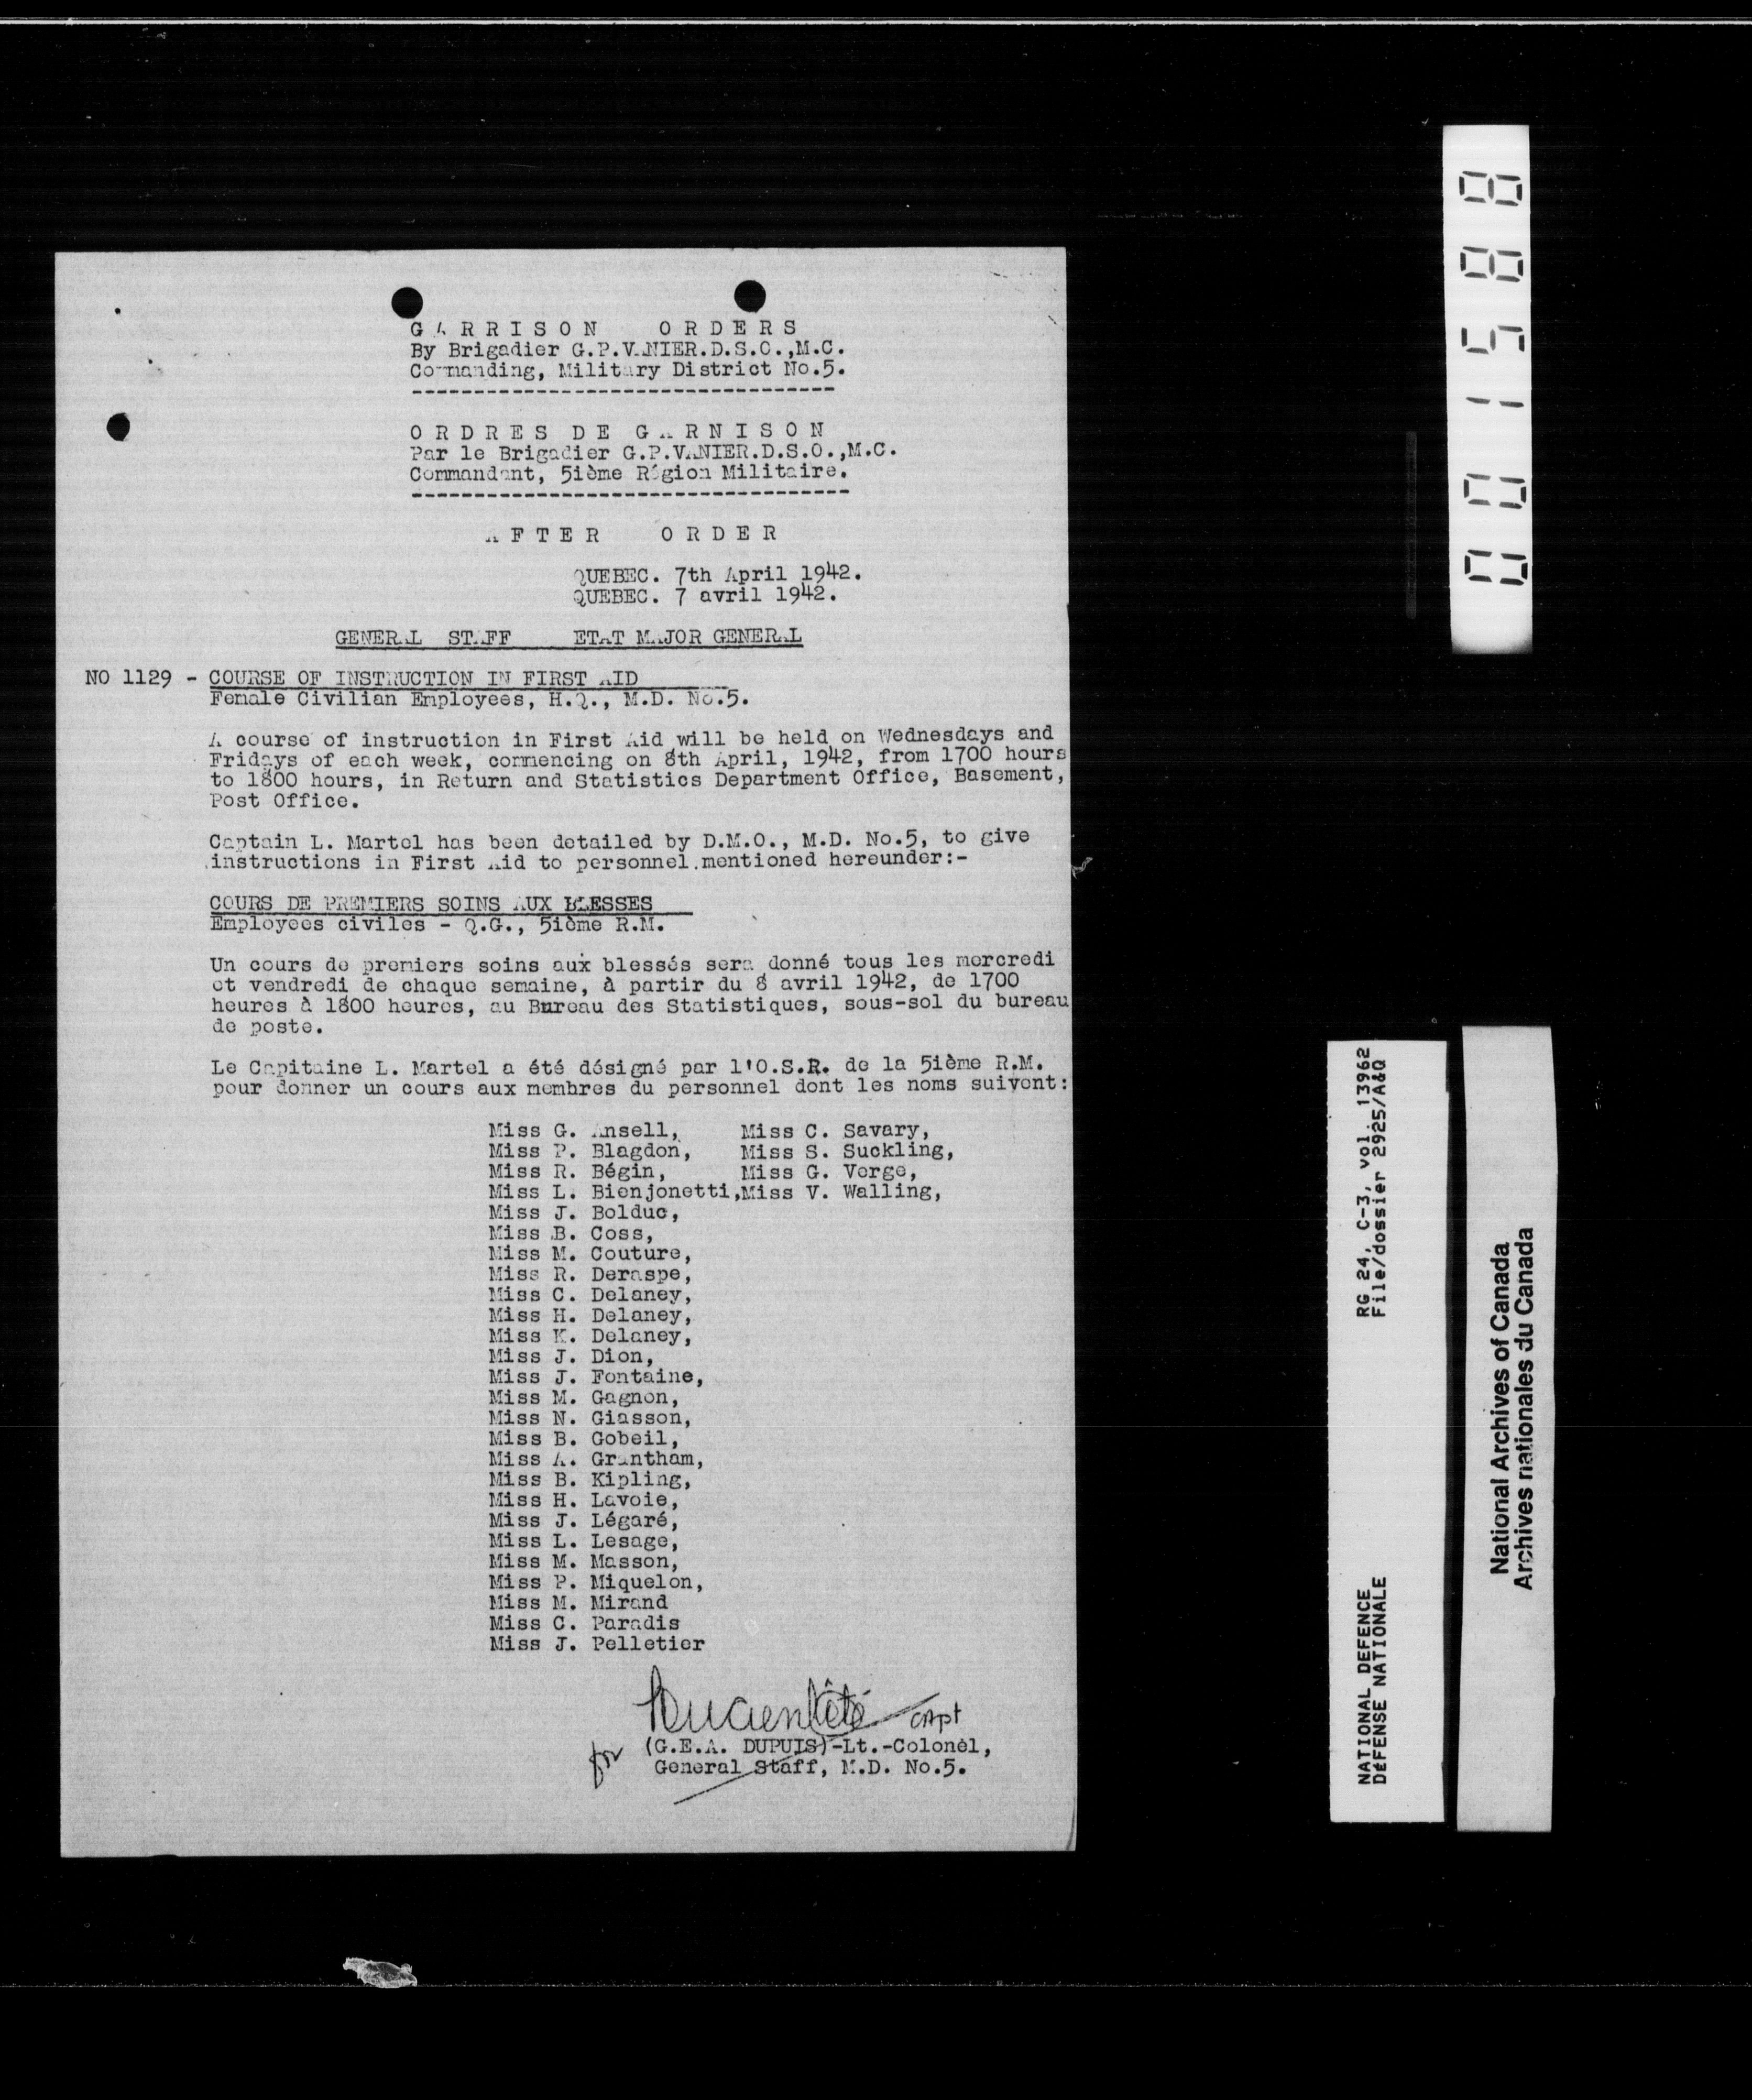 GARRISON ORDERS
By Brigadier G.P.VANIER.D.S.O.,M.C.
Commanding, Military District No.5.
ORDRES DE GARNISON
Par le Brigadier G.P.VANIER.D.S.O.,M.C.
Commandant, 5ième Région Militaire.
AFTER ORDER
QUEBEC. 7th April 1942.
QUEBEC. 7 avril 1942.
GENERAL STAFF ETAT MAJOR GENERAL
NO 1129 - COURSE OF INSTRUCTION IN FIRST AID
Female Civilian Employees, H.Q., M.D. No.5.
A course of instruction in First Aid will be held on Wednesdays and
Fridays of each week, commencing on 8th April, 1942, from 1700 hours
to 1800 hours, in Return and Statistics Department Office, Basement,
Post Office.
Captain L. Martel has been detailed by D.M.O., M.D. No.5, to give
instructions in First Aid to personnel mentioned hereunder:-
COURS DE PREMIERS SOINS AUX BLESSES
Employees civiles - Q.G., 5ième R.M.
Un cours de premiers soins aux blessés sera donné tous les mercredi
et vendredi de chaque semaine, à partir du 8 avril 1942, de 1700
heures à 1800 heures, au Bureau des Statistiques, sous-sol du bureau
de poste.
Le Capitaine L. Martel a été désigné par l'O.S.R. de la 5ième R.M.
pour donner un cours aux membres du personnel dont les noms suivent:
Miss G. Ansell, Miss C. Savary,
Miss P. Blagdon, Miss S. Suckling,
Miss R. Bégin, Miss G. Verge,
Miss L. Bienjonetti,Miss V. Walling,
Miss J. Bolduc,
Miss B. Coss,
Miss M. Couture,
Miss R. Deraspe,
Miss C. Delaney,
Miss H. Delaney,
Miss K. Delaney,
Miss J. Dion,
Miss J. Fontaine,
Miss M. Gagnon,
Miss N. Giasson,
Miss B. Gobeil,
Miss A. Grantham,
Miss B. Kipling,
Miss H. Lavoie,
Miss J. Légaré,
Miss L. Lesage,
Miss M. Masson,
Miss P. Miquelon,
Miss M. Mirand
Miss C. Paradis
Miss J. Pelletier
Lucien Côté Capt
for (G.E.A. DUPUIS)-Lt.-Colonel,
General Staff, M.D. No.5.
001588
NATIONAL DEFENCE RG 24, C-3, vol. 13962
DÉFENSE NATIONALE File/dossier 2925/A&Q
National Archives of Canada
Archives nationales du Canada